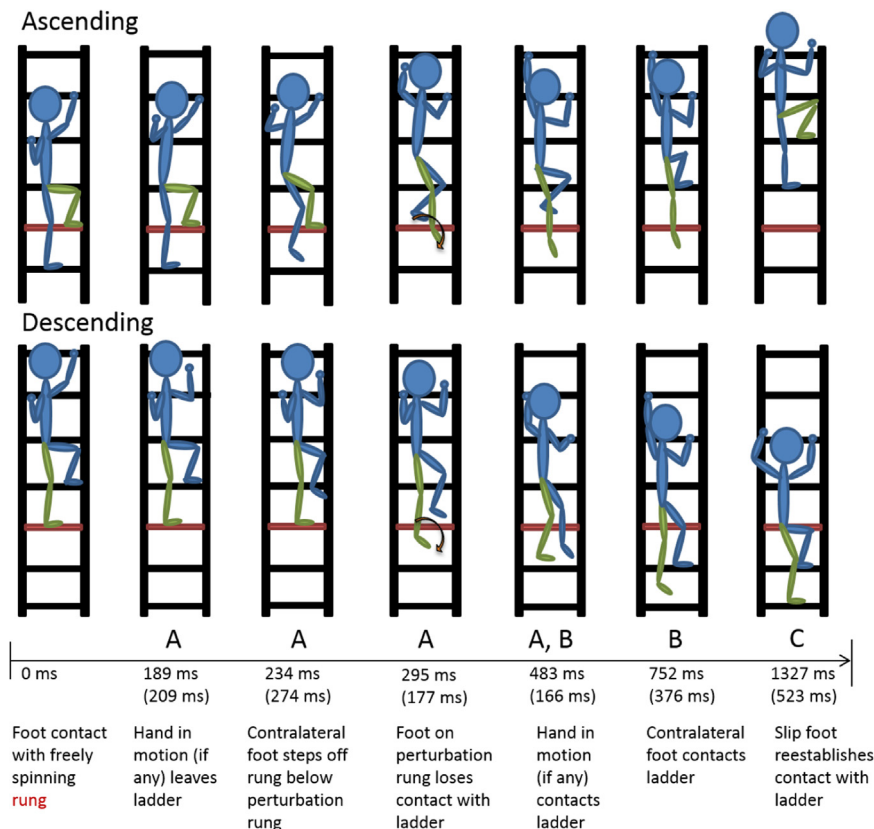 Ascending
Descending
A
A
A
A, B
B
C
0 ms
189 ms
(209 ms)
234 ms
(274 ms)
295 ms
(177 ms)
483 ms
(166 ms)
752 ms
(376 ms)
1327 ms
(523 ms)
Foot contact
with freely
spinning
rung
Hand in
motion (if
any) leaves
ladder
Contralateral
foot steps off
rung below
perturbation
rung
Foot on
perturbation
rung loses
contact with
ladder
Hand in
motion
(if any)
contacts
ladder
Contralateral
foot contacts
ladder
Slip foot
reestablishes
contact with
ladder